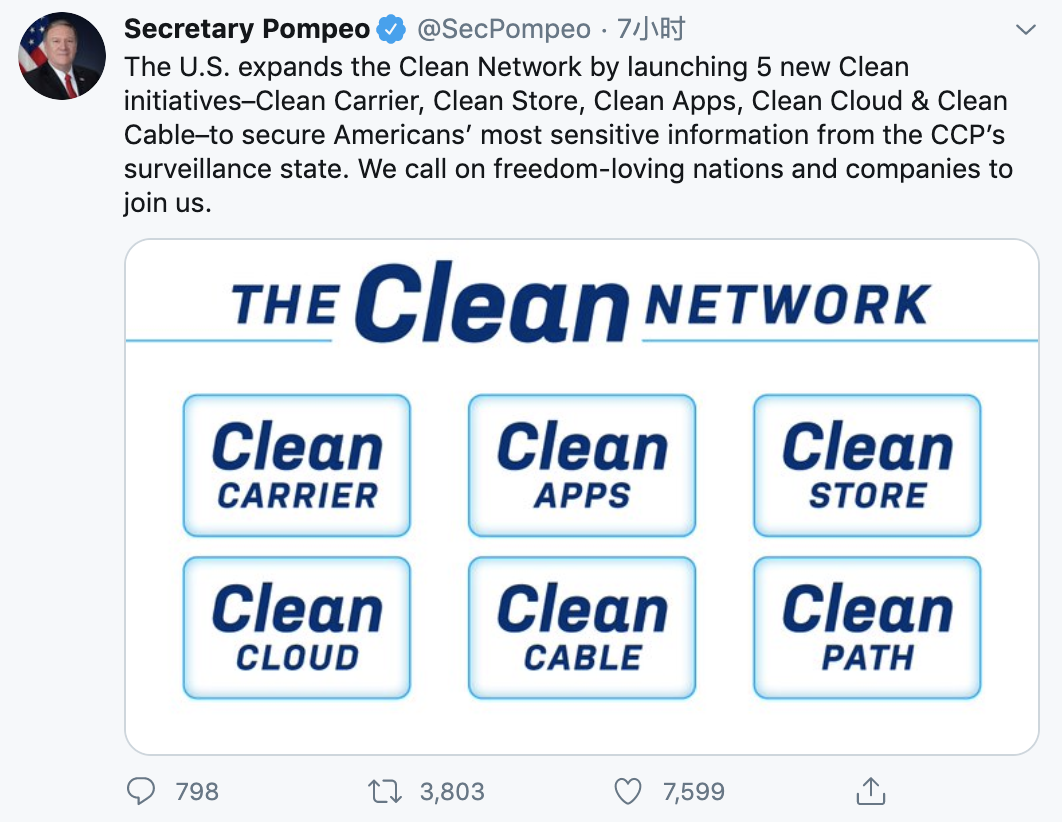 Secretary Pompeo @SecPompeo · 7小时
The U.S. expands the Clean Network by launching 5 new Clean
initiatives–Clean Carrier, Clean Store, Clean Apps, Clean Cloud & Clean
Cable–to secure Americans’ most sensitive information from the CCP’s
surveillance state. We call on freedom-loving nations and companies to
join us.
THE Clean NETWORK
Clean
CARRIER
Clean
APPS
Clean
STORE
Clean
CLOUD
Clean
CABLE
Clean
PATH
798 3,803 7,599